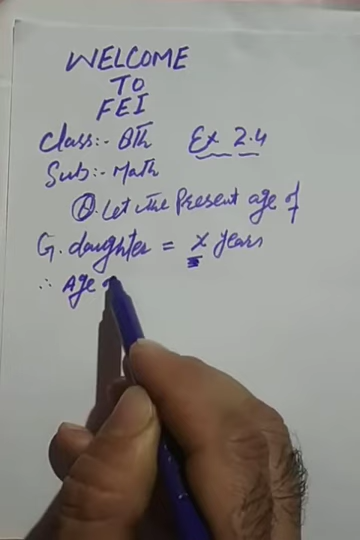 WELCOME
TO
FEI
Class:- 8th Ex 2.4
Sub:- Math
Q. Let the Present age of
G. daughter = x years
∴ Age o